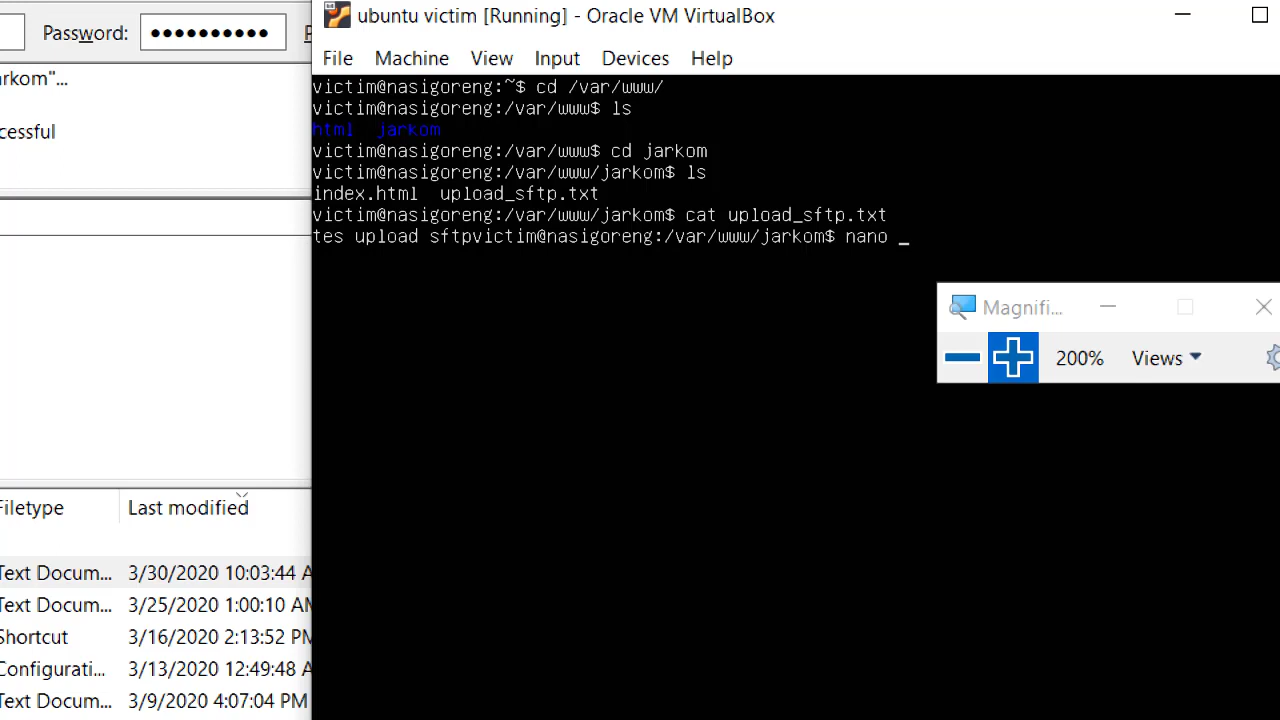 Password: ●●●●●●●●●●
arkom"...
cessful
Filetype Last modified
Text Docum... 3/30/2020 10:03:44 A
Text Docum... 3/25/2020 1:00:10 AM
Shortcut 3/16/2020 2:13:52 PM
Configurati... 3/13/2020 12:49:48 A
Text Docum... 3/9/2020 4:07:04 PM
ubuntu victim [Running] - Oracle VM VirtualBox
File Machine View Input Devices Help
victim@nasigoreng:~$ cd /var/www/
victim@nasigoreng:/var/www$ ls
html jarkom
victim@nasigoreng:/var/www$ cd jarkom
victim@nasigoreng:/var/www/jarkom$ ls
index.html upload_sftp.txt
victim@nasigoreng:/var/www/jarkom$ cat upload_sftp.txt
tes upload sftpvictim@nasigoreng:/var/www/jarkom$ nano _
Magnifi...
200% Views